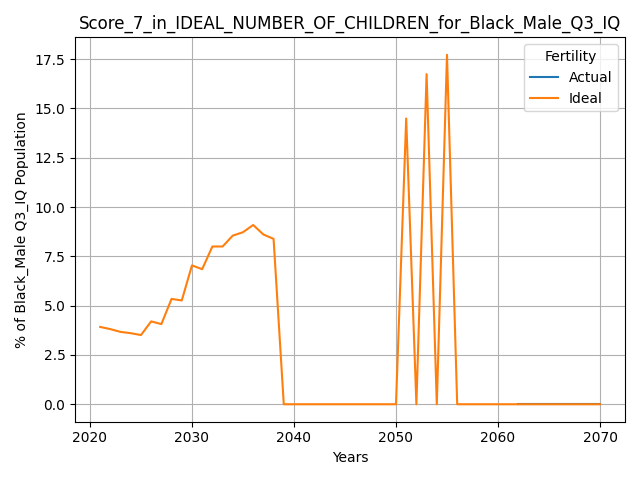 Score_7_in_IDEAL_NUMBER_OF_CHILDREN_for_Black_Male_Q3_IQ
Fertility
Actual
Ideal
% of Black_Male Q3_IQ Population
17.5
15.0
12.5
10.0
7.5
5.0
2.5
0.0
2020 2030 2040 2050 2060 2070
Years